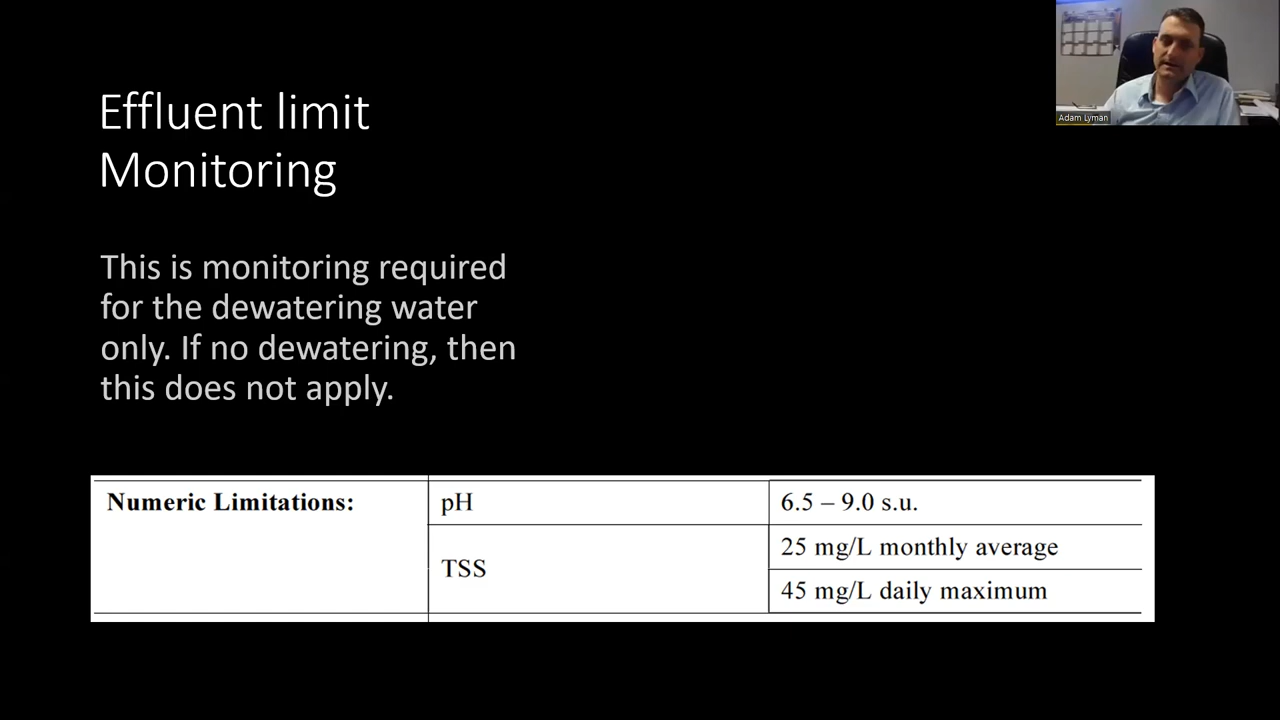 Effluent limit
Monitoring
Adam Lyman
This is monitoring required
for the dewatering water
only. If no dewatering, then
this does not apply.
Numeric Limitations:
pH
6.5 – 9.0 s.u.
TSS
25 mg/L monthly average
45 mg/L daily maximum